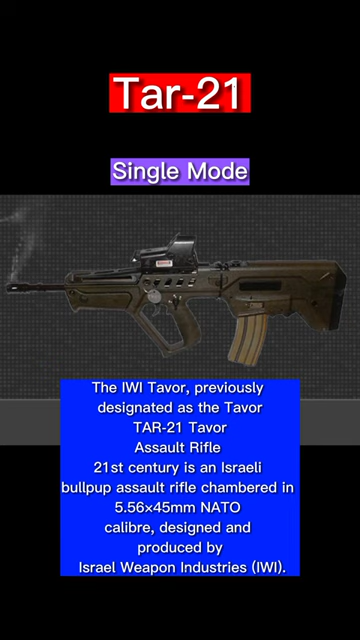 Tar-21
Single Mode
The IWI Tavor, previously
designated as the Tavor
TAR-21 Tavor
Assault Rifle
21st century is an Israeli
bullpup assault rifle chambered in
5.56×45mm NATO
calibre, designed and
produced by
Israel Weapon Industries (IWI).